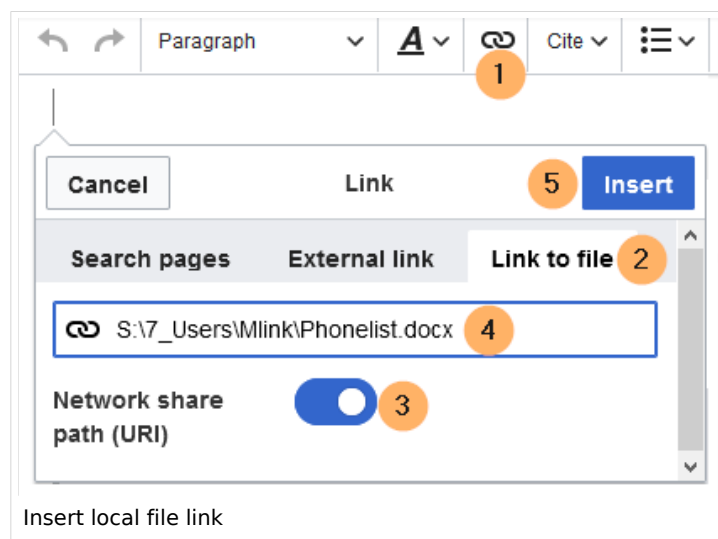 Paragraph A Cite
1
Cancel Link 5 Insert
Search pages External link Link to file 2
S:\7_Users\Mlink\Phonelist.docx 4
Network share 3
path (URI)
Insert local file link